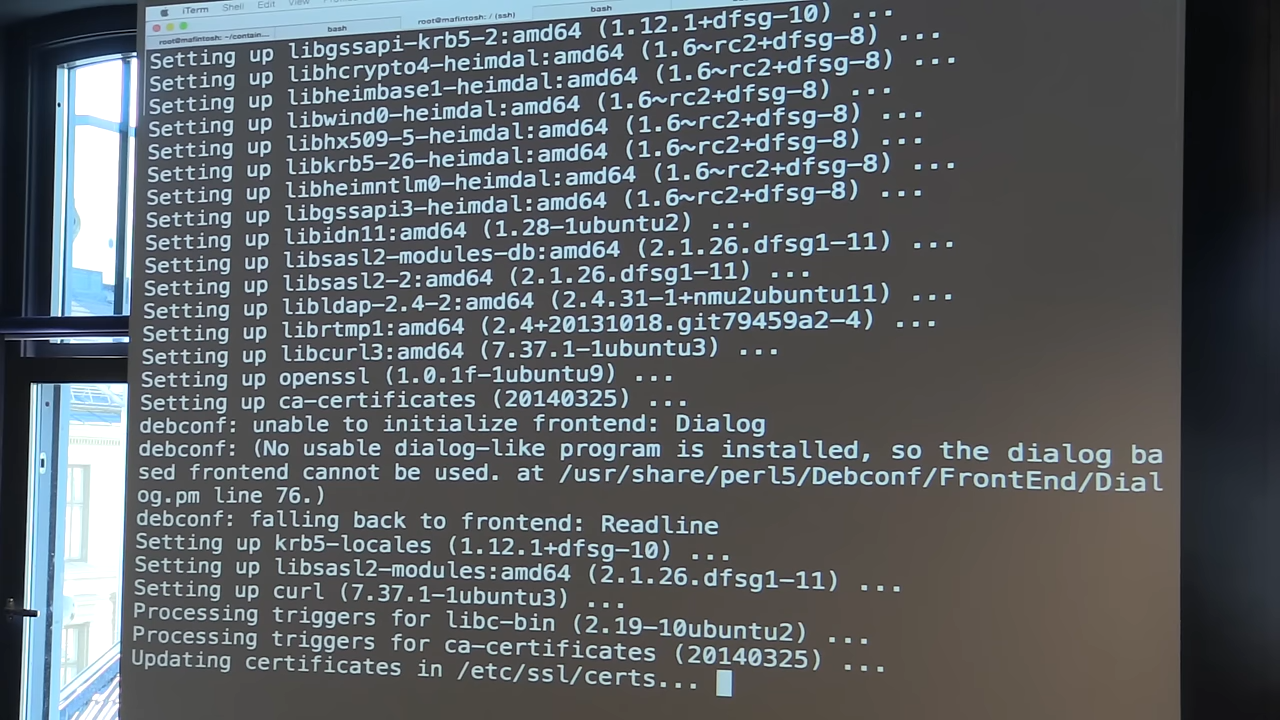 iTerm Shell Edit View
root@mafintosh: ~/contain... bash root@mafintosh: / (ssh) bash
Setting up libgssapi-krb5-2:amd64 (1.12.1+dfsg-10) ...
Setting up libhcrypto4-heimdal:amd64 (1.6~rc2+dfsg-8) ...
Setting up libheimbase1-heimdal:amd64 (1.6~rc2+dfsg-8) ...
Setting up libwind0-heimdal:amd64 (1.6~rc2+dfsg-8) ...
Setting up libhx509-5-heimdal:amd64 (1.6~rc2+dfsg-8) ...
Setting up libkrb5-26-heimdal:amd64 (1.6~rc2+dfsg-8) ...
Setting up libheimntlm0-heimdal:amd64 (1.6~rc2+dfsg-8) ...
Setting up libgssapi3-heimdal:amd64 (1.6~rc2+dfsg-8) ...
Setting up libidn11:amd64 (1.28-1ubuntu2) ...
Setting up libsasl2-modules-db:amd64 (2.1.26.dfsg1-11) ...
Setting up libsasl2-2:amd64 (2.1.26.dfsg1-11) ...
Setting up libldap-2.4-2:amd64 (2.4.31-1+nmu2ubuntu11) ...
Setting up librtmp1:amd64 (2.4+20131018.git79459a2-4) ...
Setting up libcurl3:amd64 (7.37.1-1ubuntu3) ...
Setting up openssl (1.0.1f-1ubuntu9) ...
Setting up ca-certificates (20140325) ...
debconf: unable to initialize frontend: Dialog
debconf: (No usable dialog-like program is installed, so the dialog ba
sed frontend cannot be used. at /usr/share/perl5/Debconf/FrontEnd/Dial
og.pm line 76.)
debconf: falling back to frontend: Readline
Setting up krb5-locales (1.12.1+dfsg-10) ...
Setting up libsasl2-modules:amd64 (2.1.26.dfsg1-11) ...
Setting up curl (7.37.1-1ubuntu3) ...
Processing triggers for libc-bin (2.19-10ubuntu2) ...
Processing triggers for ca-certificates (20140325) ...
Updating certificates in /etc/ssl/certs...